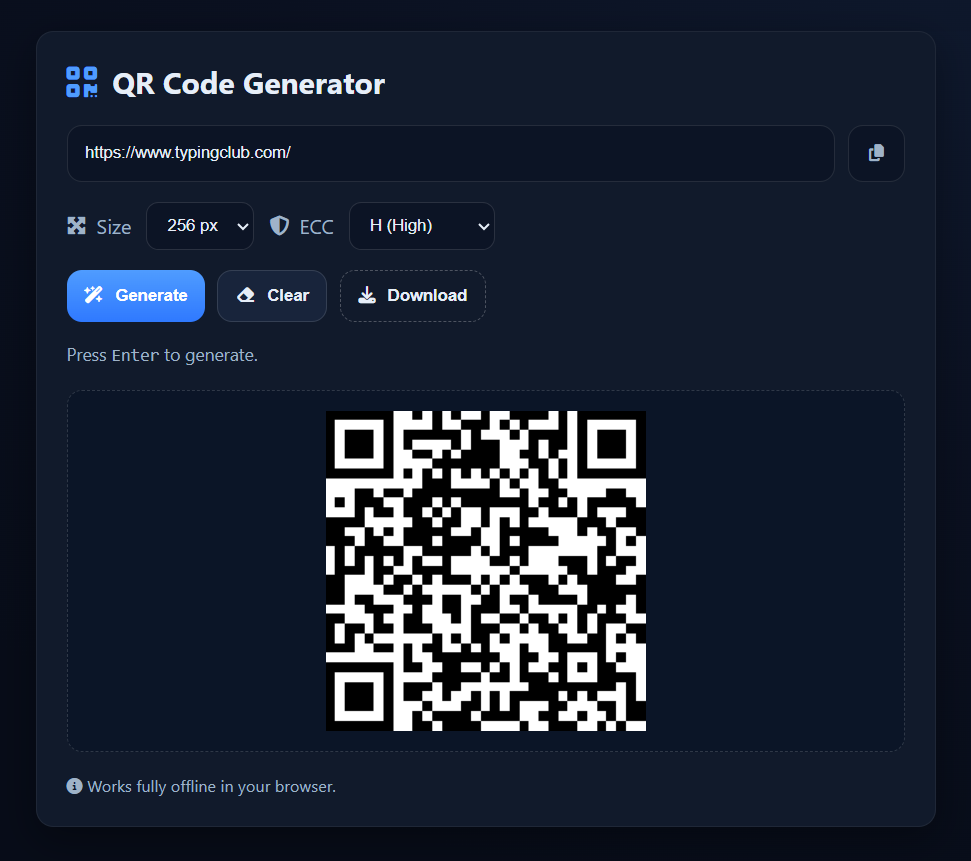 QR Code Generator
https://www.typingclub.com/
Size 256 px ECC H (High)
Generate Clear Download
Press Enter to generate.
Works fully offline in your browser.